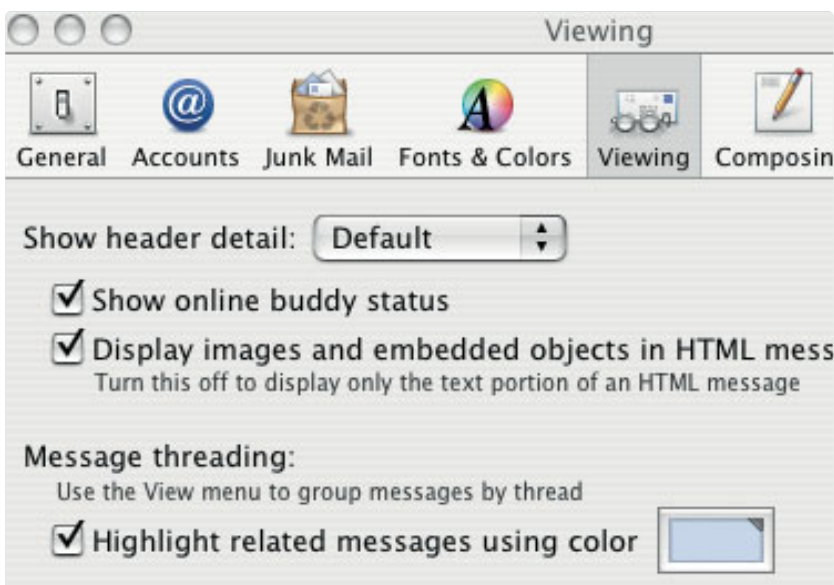 Viewing
General Accounts Junk Mail Fonts & Colors Viewing Composin
Show header detail: Default
Show online buddy status
Display images and embedded objects in HTML mess
Turn this off to display only the text portion of an HTML message
Message threading:
Use the View menu to group messages by thread
Highlight related messages using color